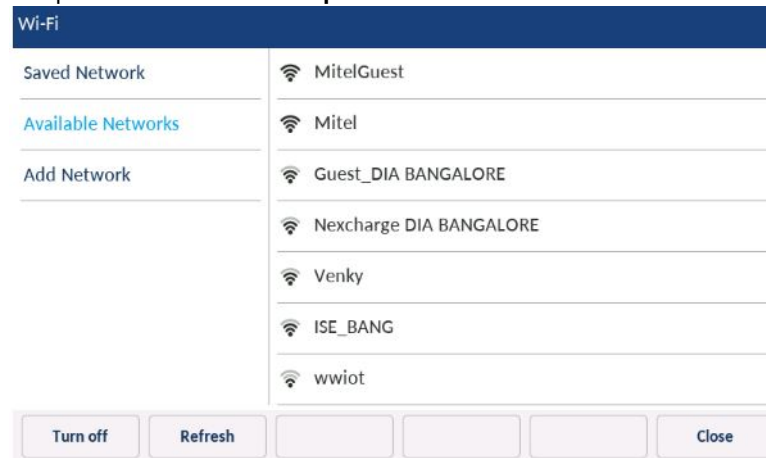 Wi-Fi
Saved Network
Available Networks
Add Network
MitelGuest
Mitel
Guest_DIA BANGALORE
Nexcharge DIA BANGALORE
Venky
ISE_BANG
wwiot
Turn off Refresh Close